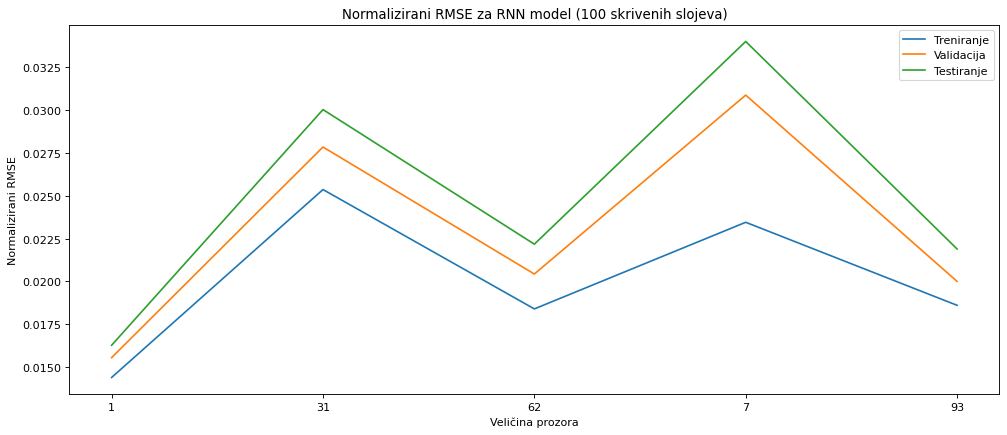 Normalizirani RMSE za RNN model (100 skrivenih slojeva)
Treniranje
Validacija
Testiranje
Normalizirani RMSE
0.0325
0.0300
0.0275
0.0250
0.0225
0.0200
0.0175
0.0150
1 31 62 7 93
Veličina prozora